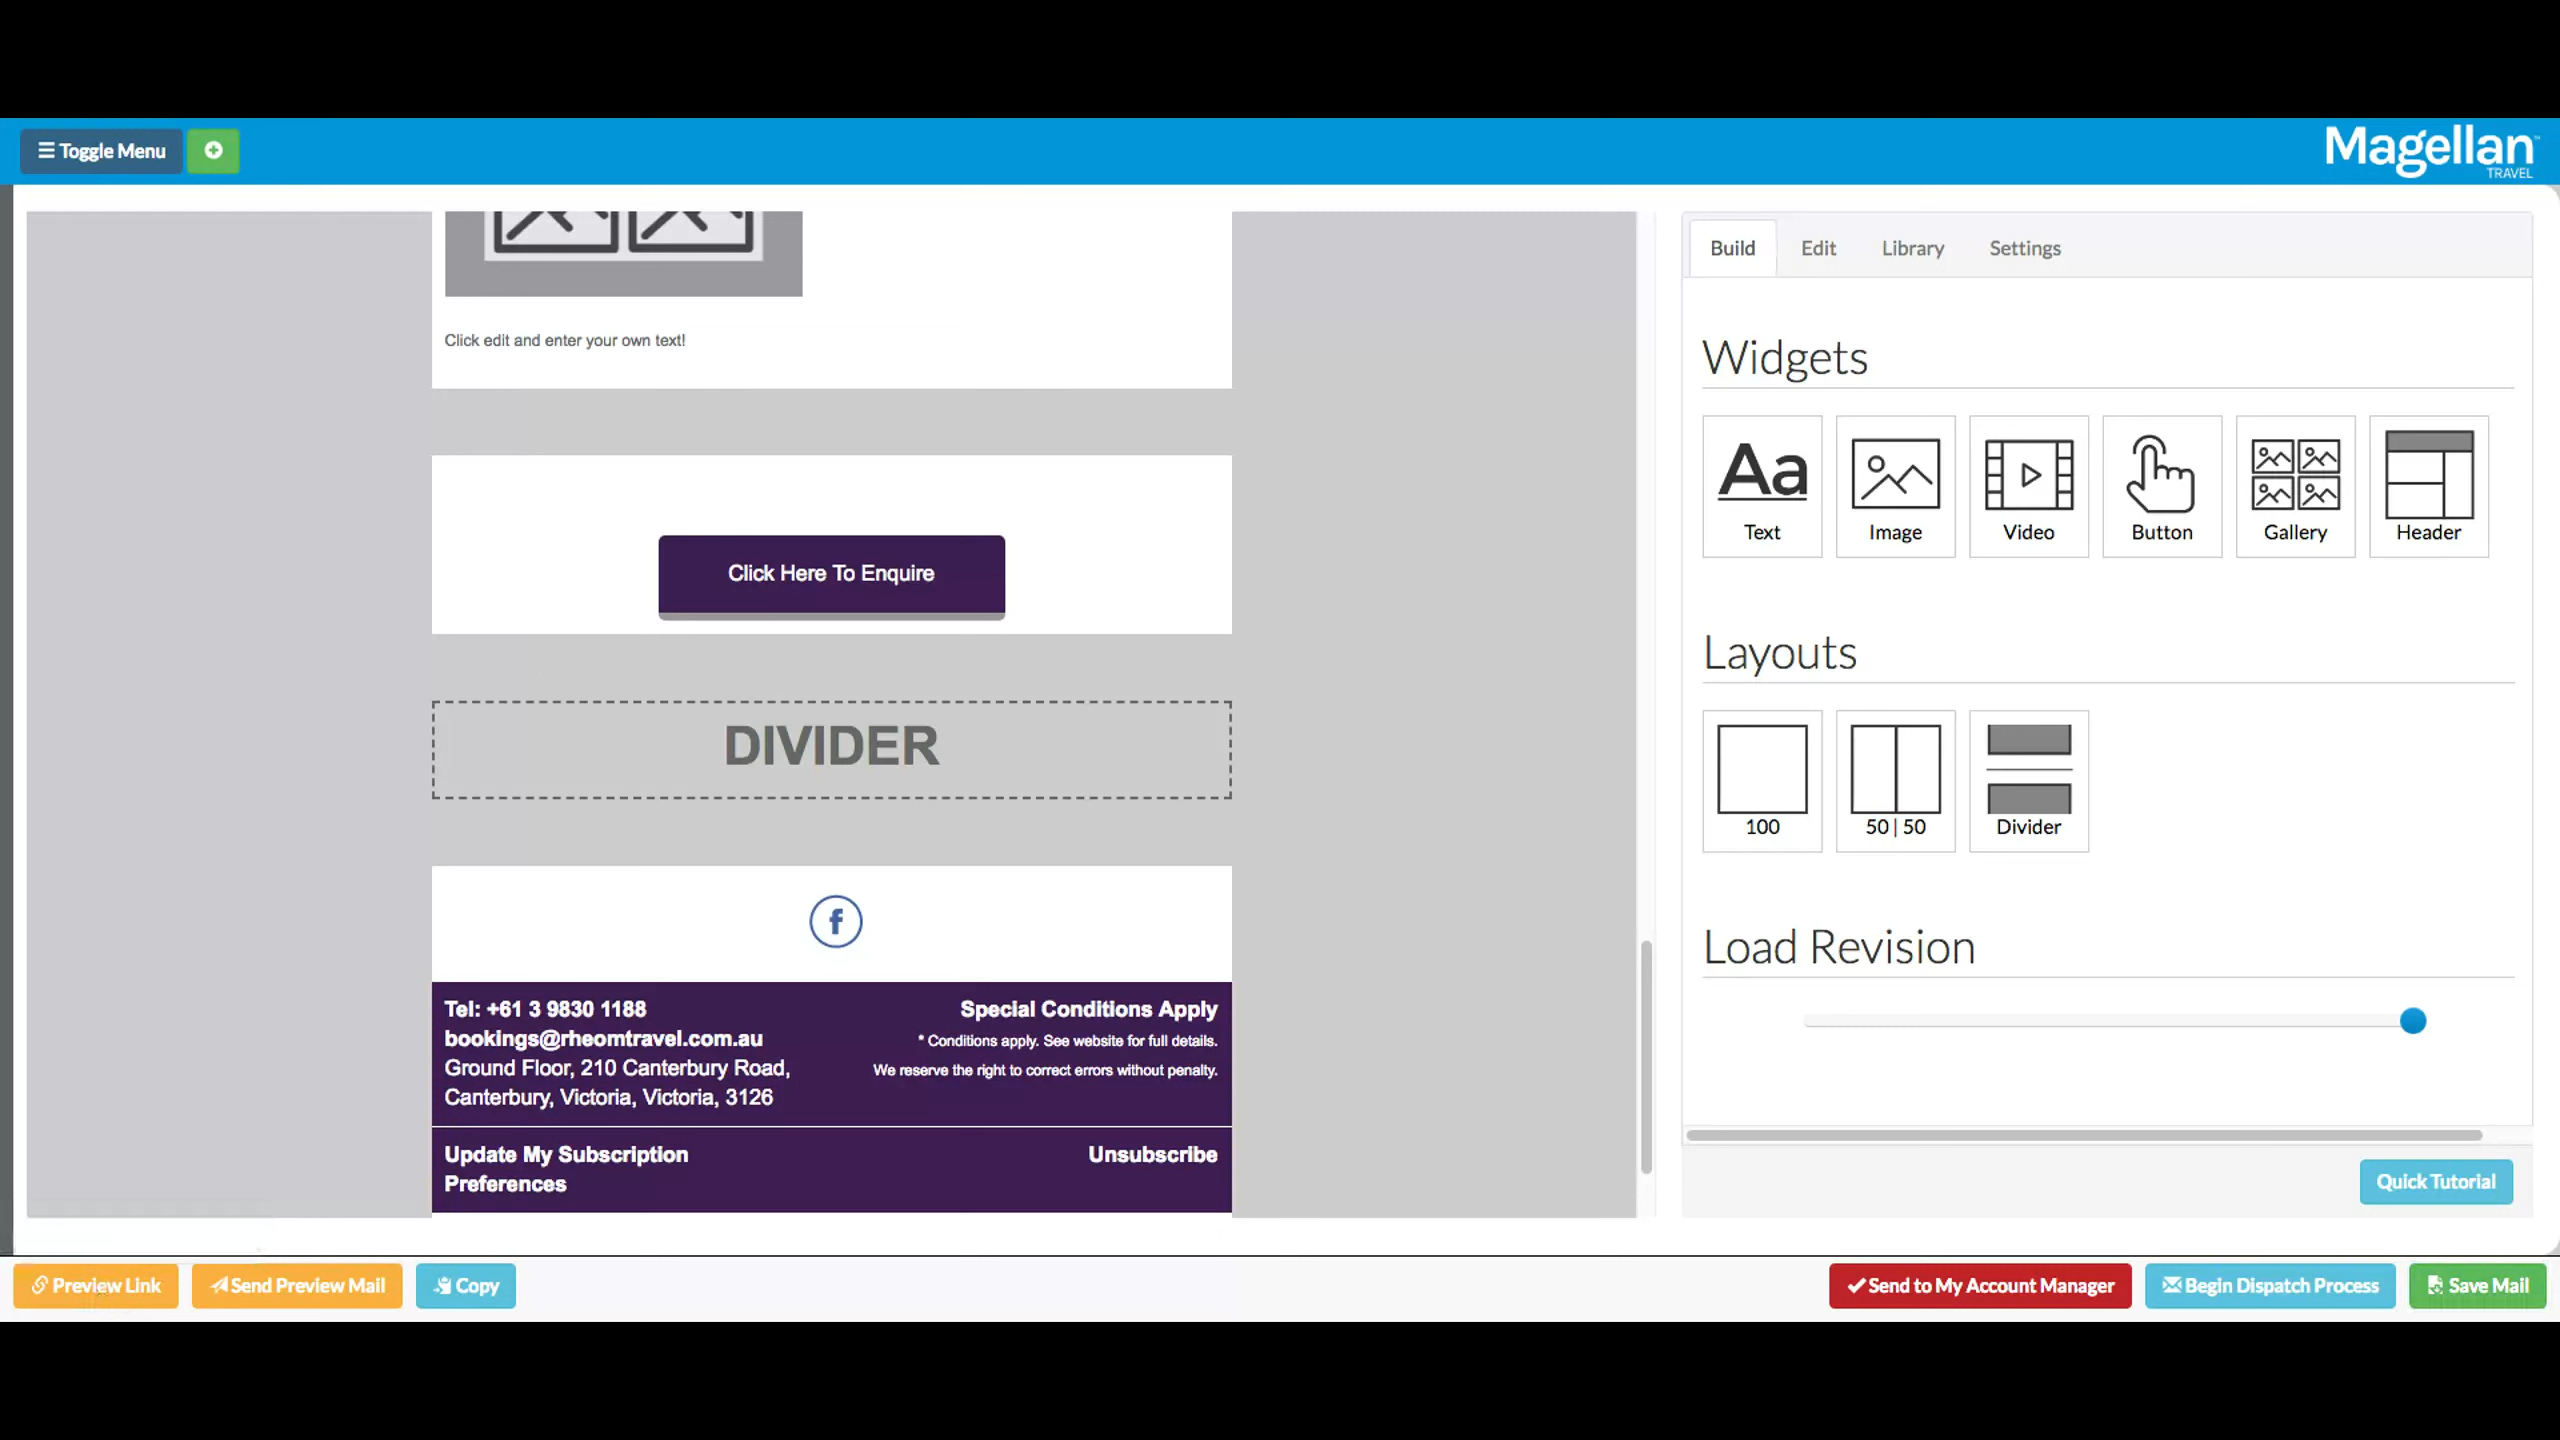 Toggle Menu
Magellan
TRAVEL
Click edit and enter your own text!
Click Here To Enquire
DIVIDER
f
Tel: +61 3 9830 1188
bookings@rheomtravel.com.au
Ground Floor, 210 Canterbury Road,
Canterbury, Victoria, Victoria, 3126
Special Conditions Apply
* Conditions apply. See website for full details.
We reserve the right to correct errors without penalty.
Update My Subscription
Preferences
Unsubscribe
Build
Edit
Library
Settings
Widgets
Aa
Text
Image
Video
Button
Gallery
Header
Layouts
100
50 | 50
Divider
Load Revision
Quick Tutorial
Preview Link
Send Preview Mail
Copy
Send to My Account Manager
Begin Dispatch Process
Save Mail